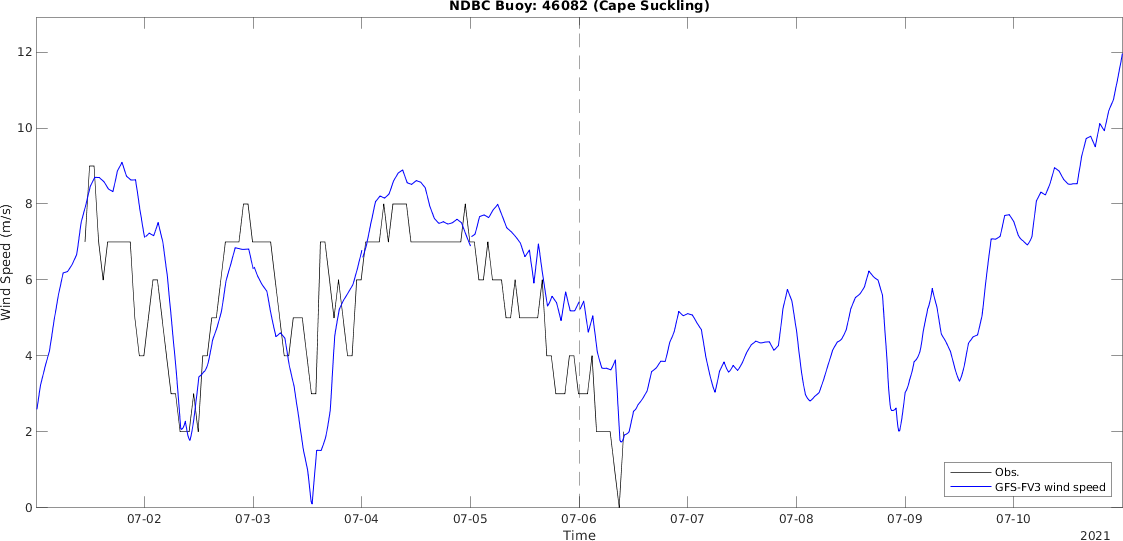 NDBC Buoy: 46082 (Cape Suckling)
Wind Speed (m/s)
12
10
8
6
4
2
0
07-02 07-03 07-04 07-05 07-06 07-07 07-08 07-09 07-10
Time
2021
Obs.
GFS-FV3 wind speed